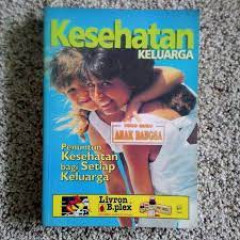 Kesehatan
KELUARGA
ANAK BANGSA
Penuntun
Kesehatan
bagi Setiap
Keluarga
Livron
B.plex